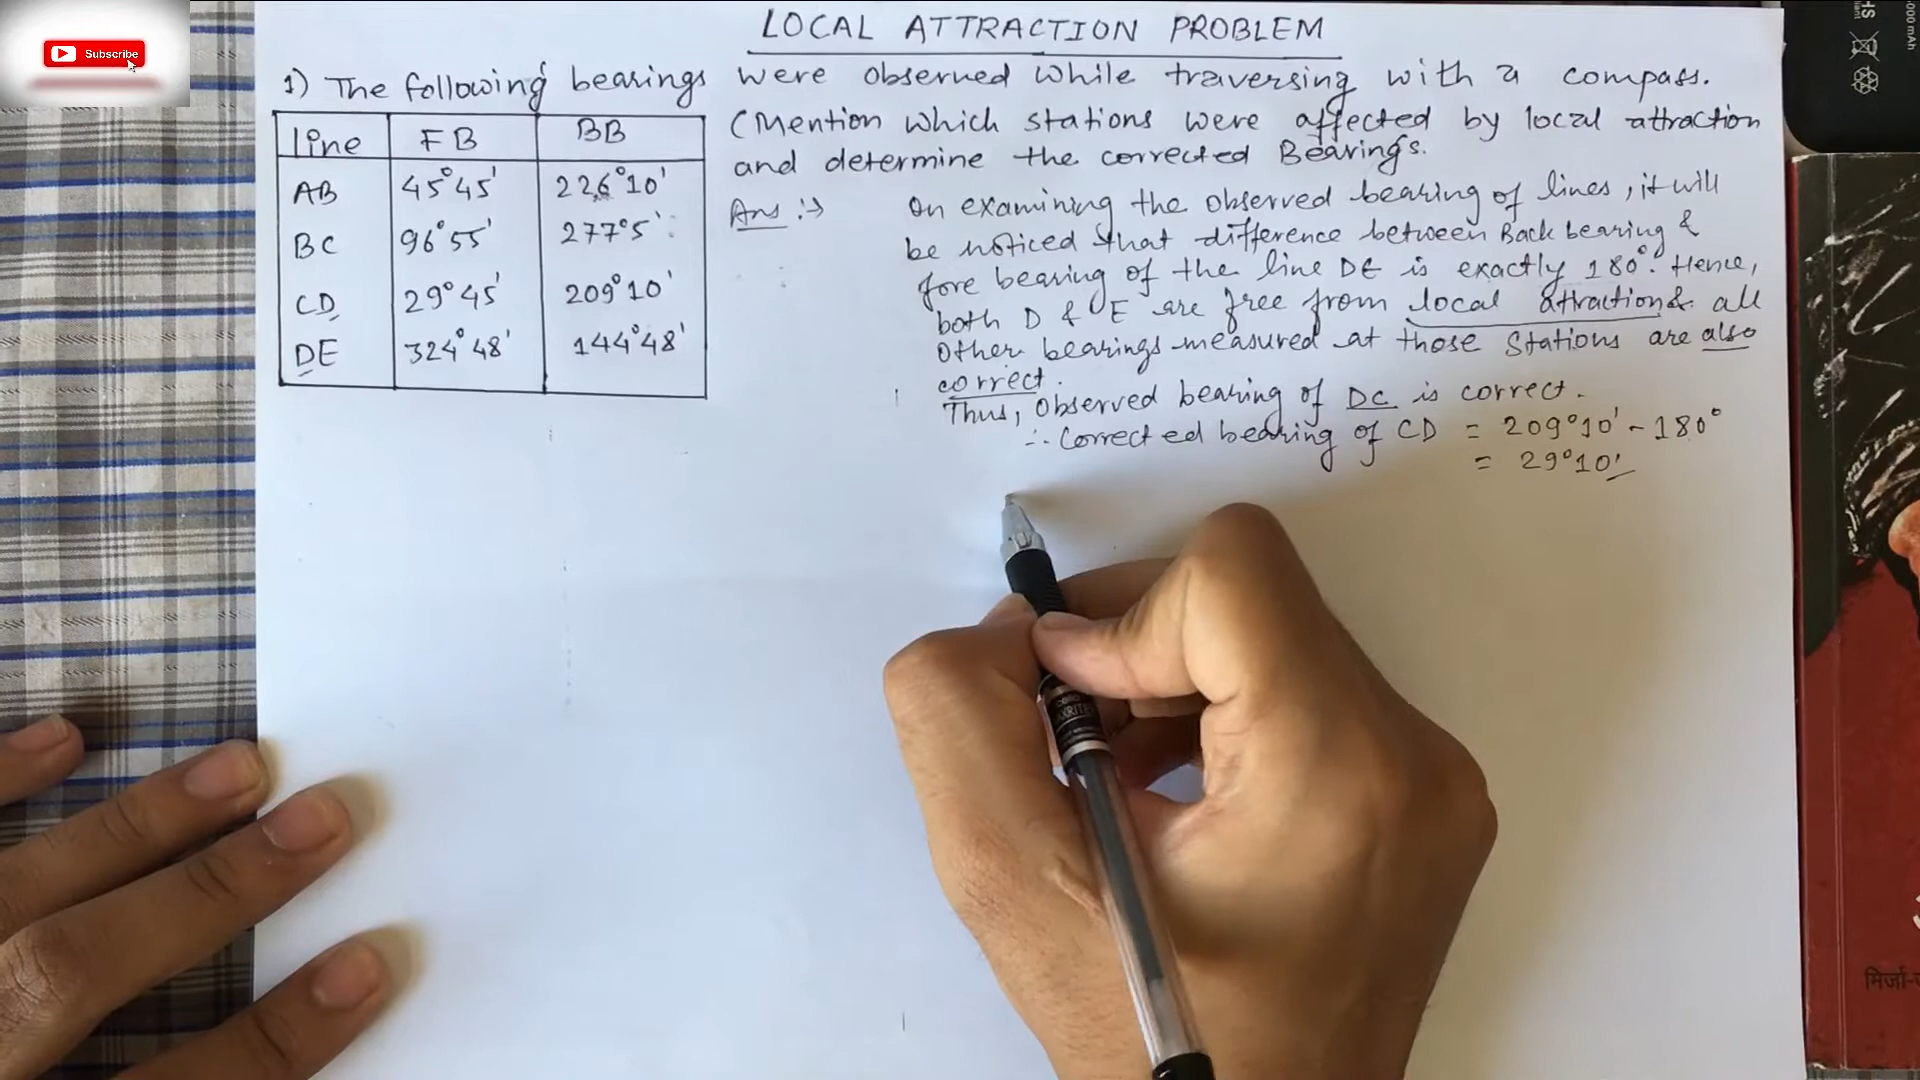 Subscribe
LOCAL ATTRACTION PROBLEM
1) The following bearings were observed while traversing with a compass.
(Mention which stations were affected by local attraction
and determine the corrected Bearings.
Line FB BB
AB 45°45' 226°10'
BC 96°55' 277°5'
CD 29°45' 209°10'
DE 324°48' 144°48'
Ans :→ On examining the observed bearing of lines, it will
be noticed that difference between Back bearing &
fore bearing of the line DE is exactly 180°. Hence,
both D & E are free from local attraction & all
Other bearings measured at those Stations are also
correct.
Thus, Observed bearing of DC is correct.
∴ Corrected bearing of CD = 209°10' - 180°
= 29°10'
मिर्जा-